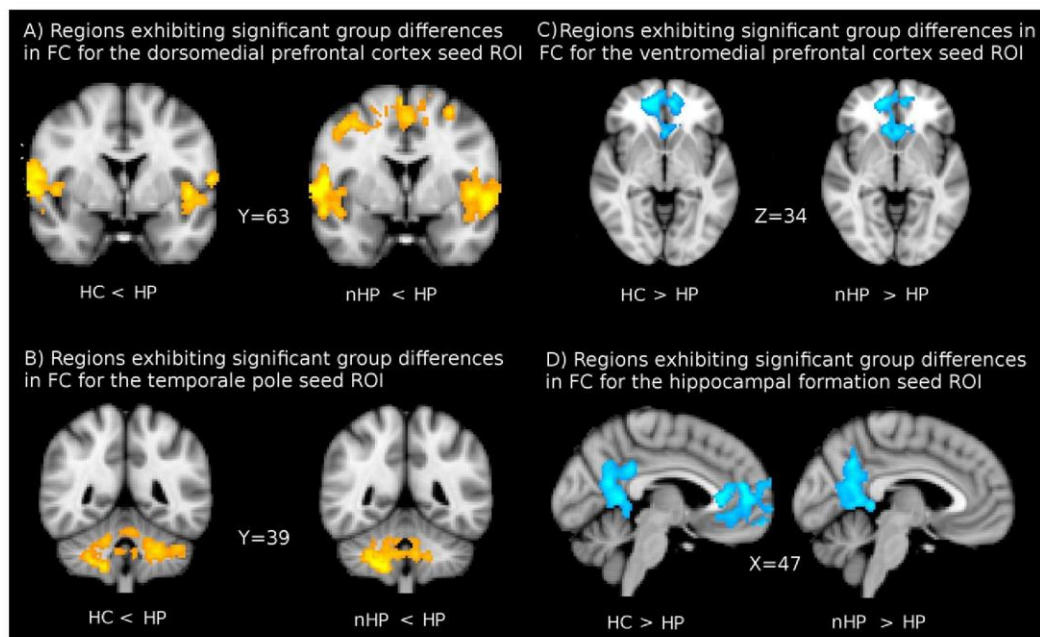 A) Regions exhibiting significant group differences
in FC for the dorsomedial prefrontal cortex seed ROI
Y=63
HC < HP
nHP < HP
C)Regions exhibiting significant group differences in
FC for the ventromedial prefrontal cortex seed ROI
Z=34
HC > HP
nHP > HP
B) Regions exhibiting significant group differences
in FC for the temporale pole seed ROI
Y=39
HC < HP
nHP < HP
D) Regions exhibiting significant group differences
in FC for the hippocampal formation seed ROI
X=47
HC > HP
nHP > HP